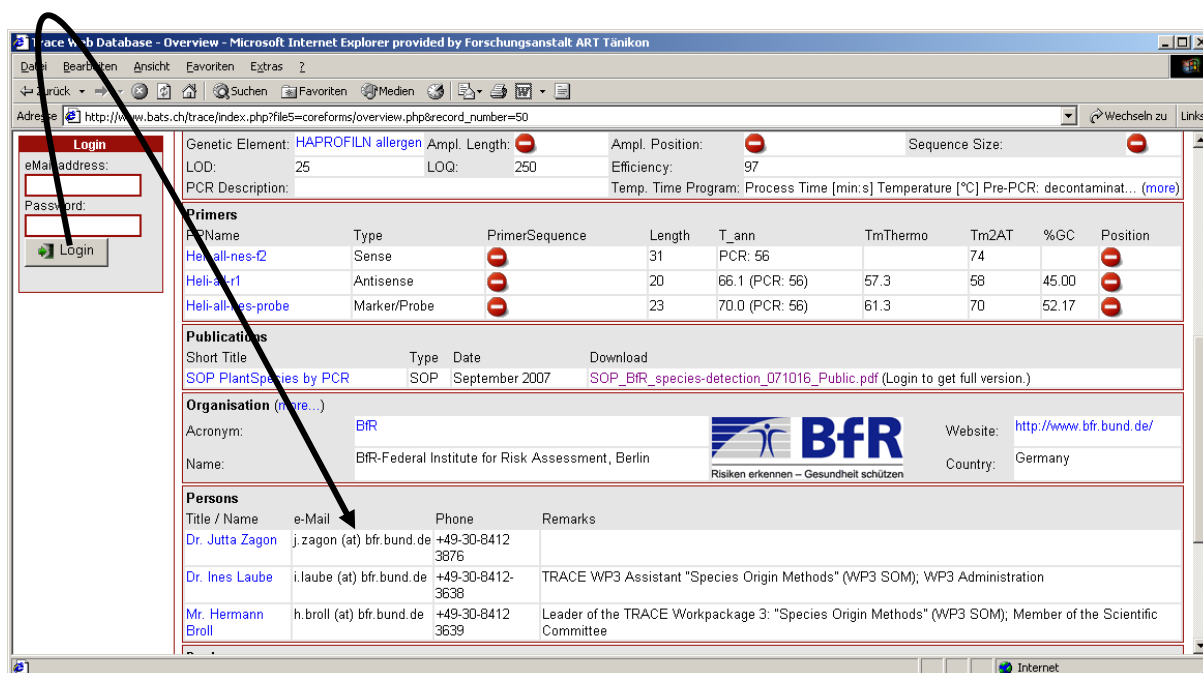 Trace Web Database - Overview - Microsoft Internet Explorer provided by Forschungsanstalt ART Tänikon
Datei Bearbeiten Ansicht Favoriten Extras ?
Zurück Suchen Favoriten Medien
Adresse http://www.bats.ch/trace/index.php?file5=coreforms/overview.php&record_number=50 Wechseln zu Links
Login
eMail address:
Password:
Login
Genetic Element: HAPROFILN allergen Ampl. Length: Ampl. Position: Sequence Size:
LOD: 25 LOQ: 250 Efficiency: 97
PCR Description: Temp. Time Program: Process Time [min:s] Temperature [°C] Pre-PCR: decontaminat... (more)
Primers
PPName Type PrimerSequence Length T_ann TmThermo Tm2AT %GC Position
Heli-all-nes-f2 Sense 31 PCR: 56 74
Heli-all-r1 Antisense 20 66.1 (PCR: 56) 57.3 58 45.00
Heli-all-nes-probe Marker/Probe 23 70.0 (PCR: 56) 61.3 70 52.17
Publications
Short Title Type Date Download
SOP PlantSpecies by PCR SOP September 2007 SOP_BfR_species-detection_071016_Public.pdf (Login to get full version.)
Organisation (more...)
Acronym: BfR Website: http://www.bfr.bund.de/
Name: BfR-Federal Institute for Risk Assessment, Berlin Country: Germany
BfR
Risiken erkennen – Gesundheit schützen
Persons
Title / Name e-Mail Phone Remarks
Dr. Jutta Zagon j.zagon (at) bfr.bund.de +49-30-8412
3876
Dr. Ines Laube i.laube (at) bfr.bund.de +49-30-8412- TRACE WP3 Assistant "Species Origin Methods" (WP3 SOM); WP3 Administration
3638
Mr. Hermann h.broll (at) bfr.bund.de +49-30-8412 Leader of the TRACE Workpackage 3: "Species Origin Methods" (WP3 SOM); Member of the Scientific
Broll 3639 Committee
Internet